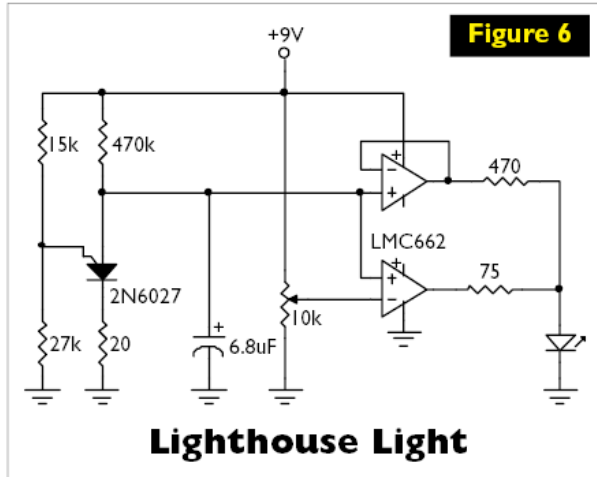 Figure 6
+9V
15k
470k
470
LMC662
2N6027
75
10k
27k
20
6.8uF
+
-
+
+
+
+
-
Lighthouse Light